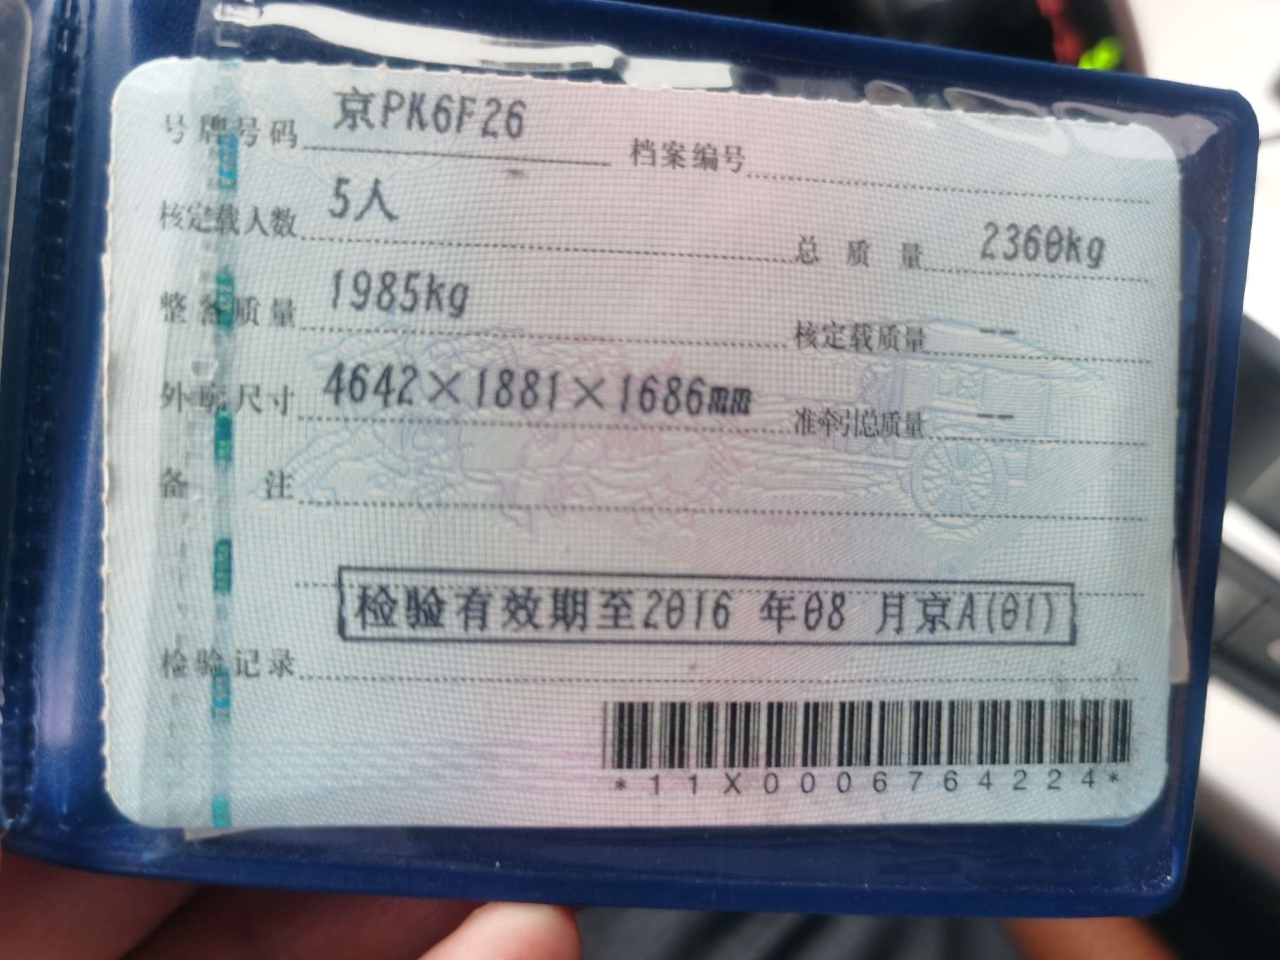 号牌号码 京PK6F26 档案编号
核定载人数 5人 总质量 2360kg
整备质量 1985kg 核定载质量 --
外廓尺寸 4642×1881×1686mm 准牵引总质量 --
备注
检验有效期至2016 年08 月京A(01)
检验记录
*11X0006764224*